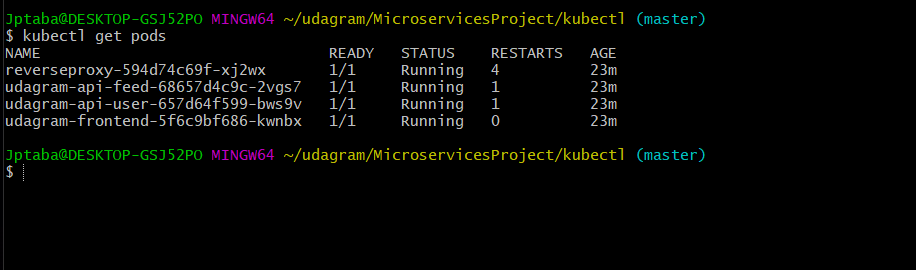 Jptaba@DESKTOP-GSJ52PO MINGW64 ~/udagram/MicroservicesProject/kubectl (master)
$ kubectl get pods
NAME READY STATUS RESTARTS AGE
reverseproxy-594d74c69f-xj2wx 1/1 Running 4 23m
udagram-api-feed-68657d4c9c-2vgs7 1/1 Running 1 23m
udagram-api-user-657d64f599-bws9v 1/1 Running 1 23m
udagram-frontend-5f6c9bf686-kwnbx 1/1 Running 0 23m
Jptaba@DESKTOP-GSJ52PO MINGW64 ~/udagram/MicroservicesProject/kubectl (master)
$